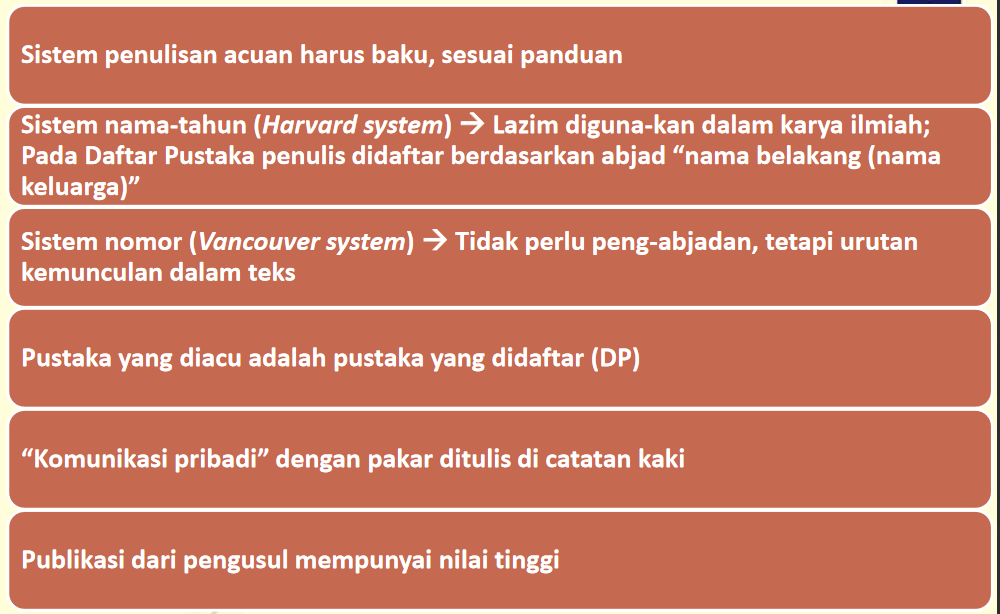 Sistem penulisan acuan harus baku, sesuai panduan
Sistem nama-tahun (Harvard system) → Lazim diguna-kan dalam karya ilmiah;
Pada Daftar Pustaka penulis didaftar berdasarkan abjad “nama belakang (nama
keluarga)”
Sistem nomor (Vancouver system) → Tidak perlu peng-abjadan, tetapi urutan
kemunculan dalam teks
Pustaka yang diacu adalah pustaka yang didaftar (DP)
“Komunikasi pribadi” dengan pakar ditulis di catatan kaki
Publikasi dari pengusul mempunyai nilai tinggi